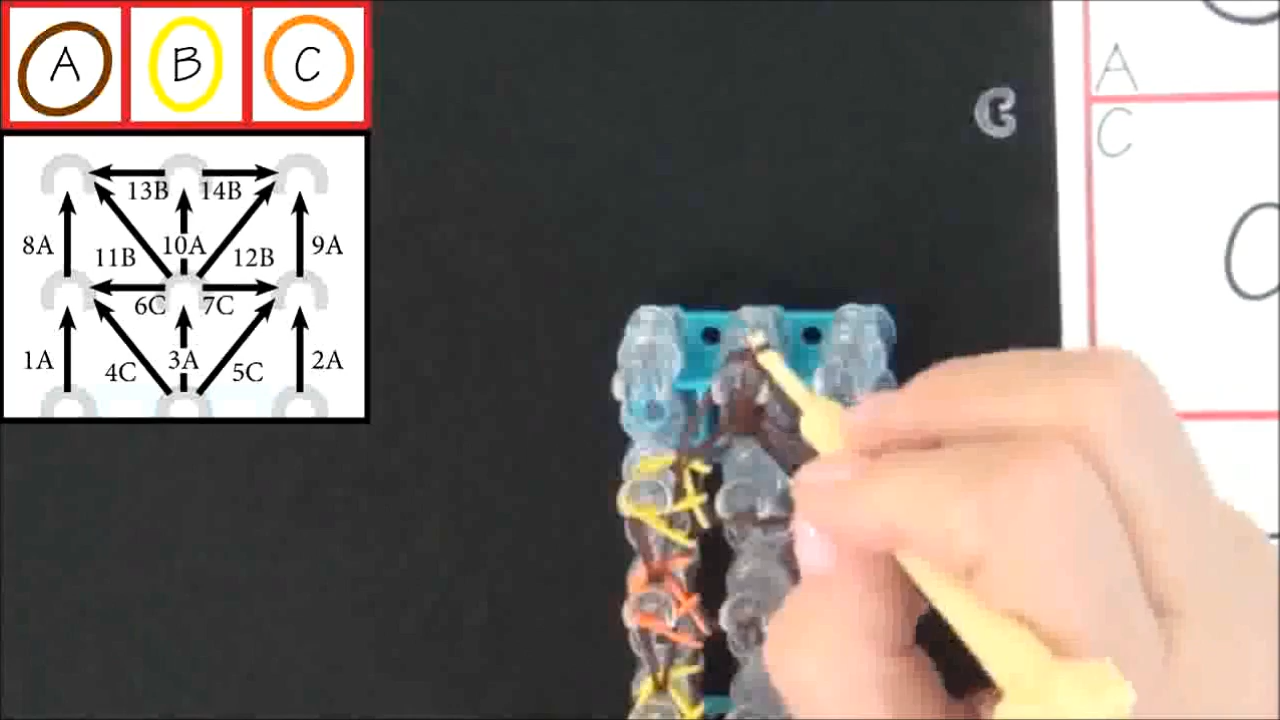 A B C
13B 14B
8A 11B 10A 12B 9A
6C 7C
1A 4C 3A 5C 2A
A
C